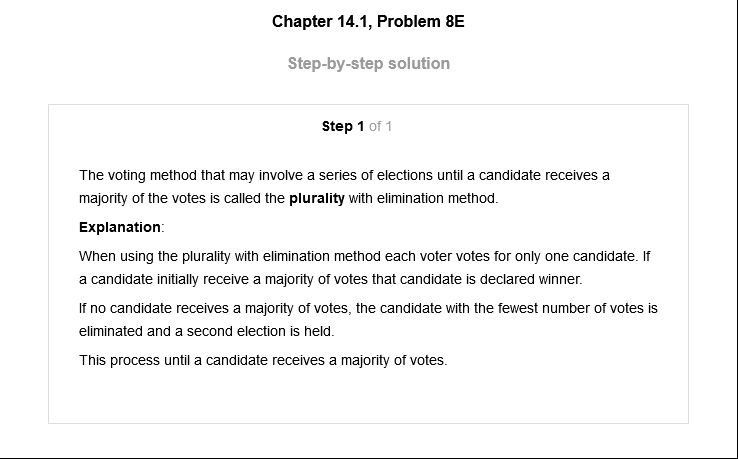 Chapter 14.1, Problem 8E
Step-by-step solution
Step 1 of 1
The voting method that may involve a series of elections until a candidate receives a
majority of the votes is called the plurality with elimination method.
Explanation:
When using the plurality with elimination method each voter votes for only one candidate. If
a candidate initially receive a majority of votes that candidate is declared winner.
If no candidate receives a majority of votes, the candidate with the fewest number of votes is
eliminated and a second election is held.
This process until a candidate receives a majority of votes.